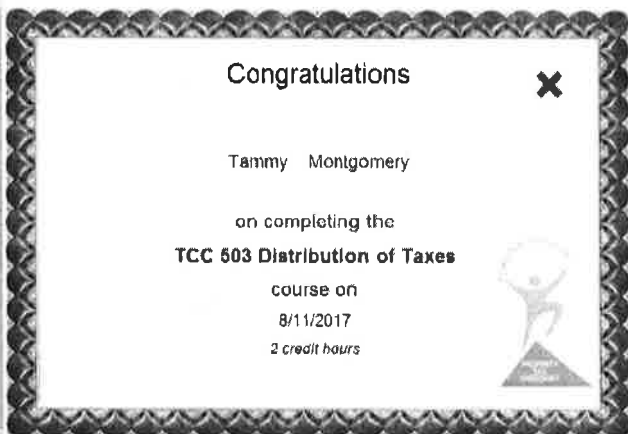 Congratulations
Tammy Montgomery
on completing the
TCC 503 Distribution of Taxes
course on
8/11/2017
2 credit hours